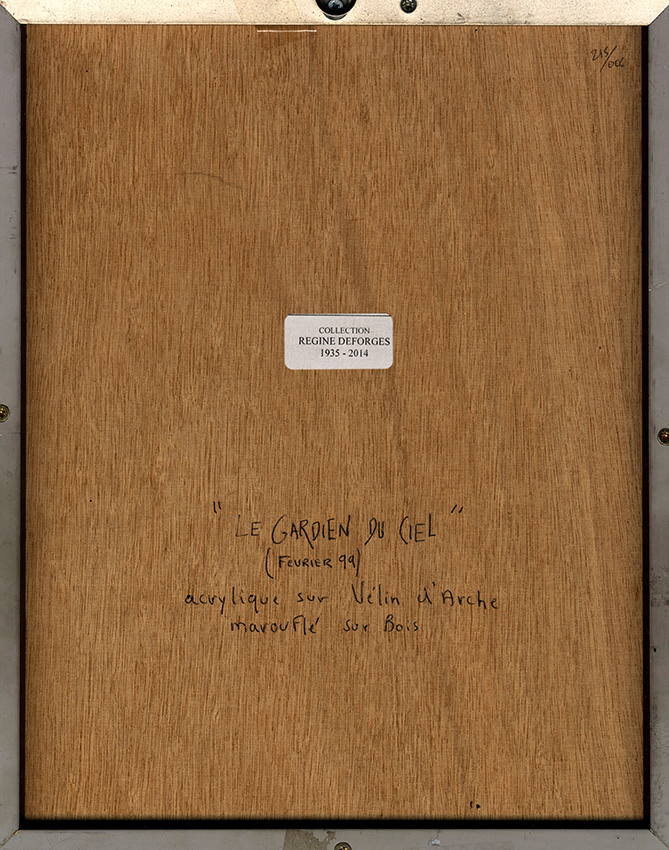 COLLECTION
REGINE DEFORGES
1935 - 2014
" LE GARDIEN DU CIEL "
(FEVRIER 99)
acrylique sur Vélin d'Arche
marouflé sur Bois